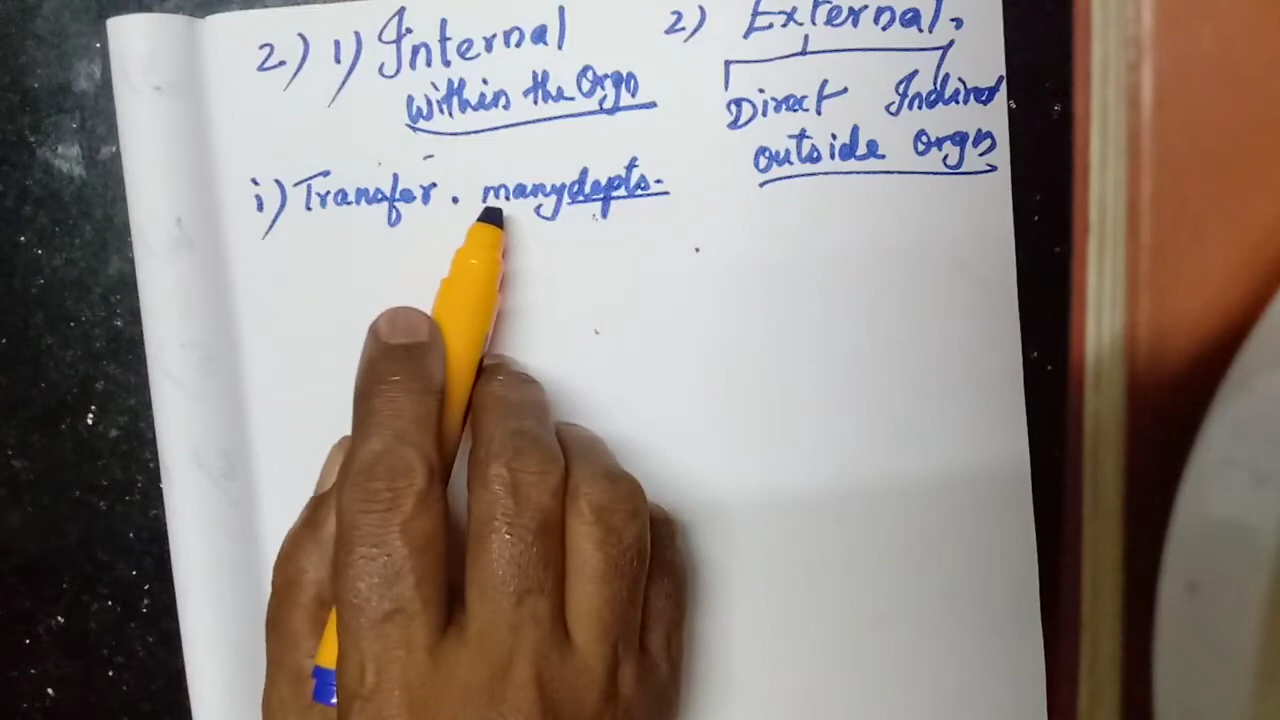 2) 1) Internal
within the Orgn
2) External.
Direct Indirect
outside orgn
i) Transfer. many depts.